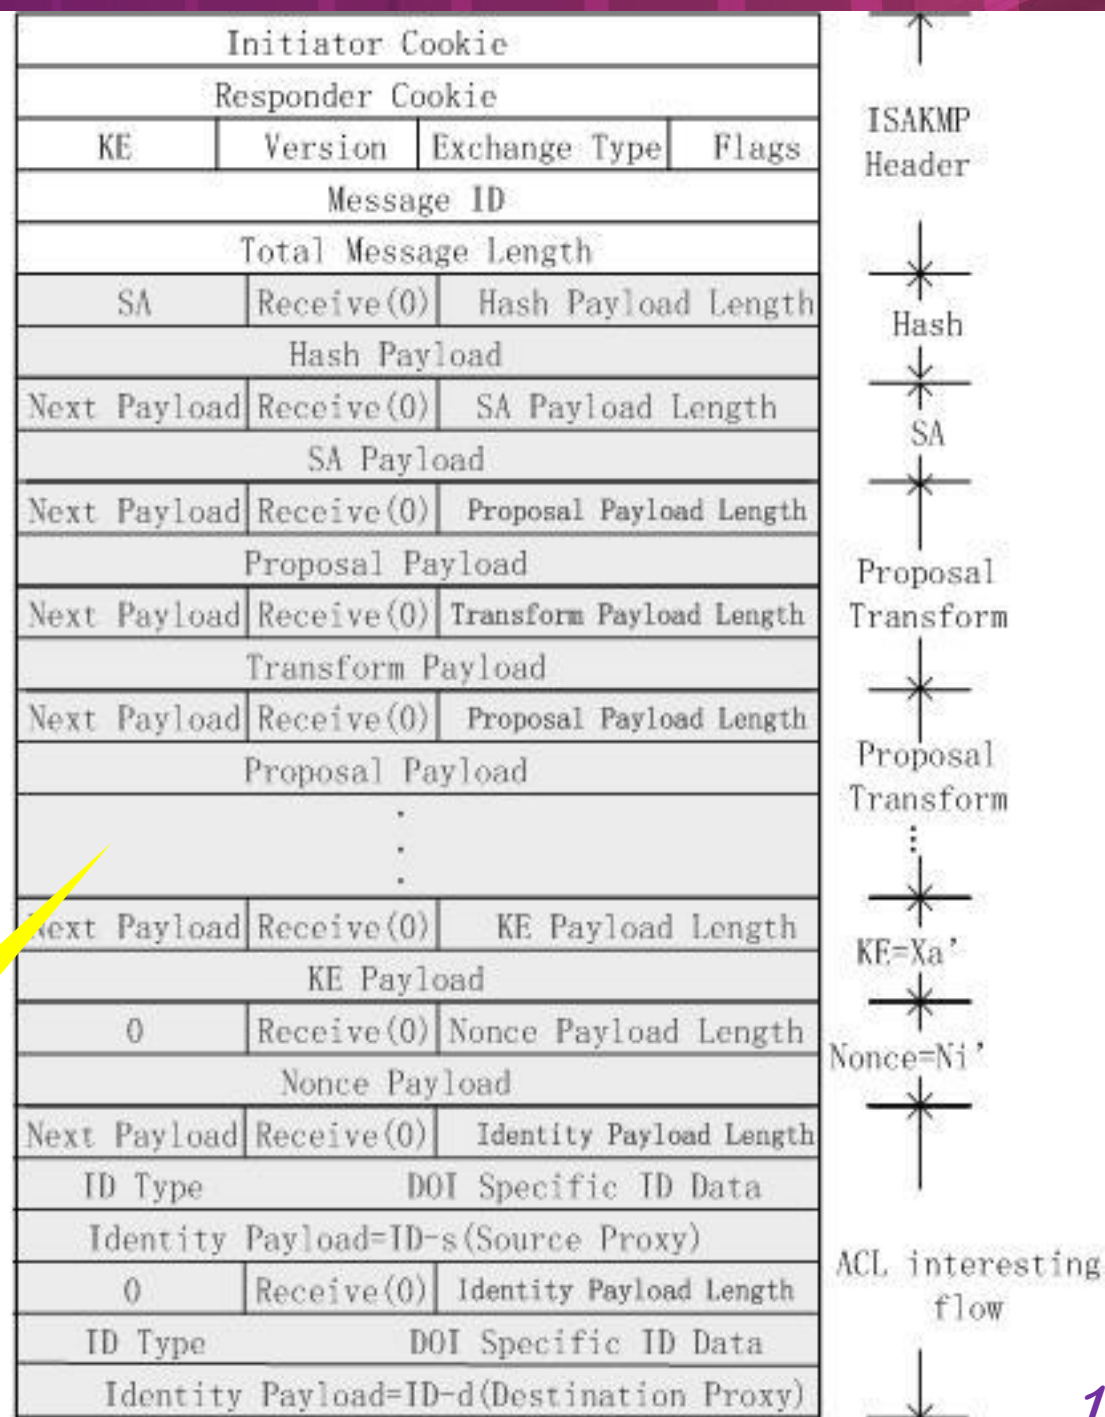 Initiator Cookie
Responder Cookie
KE Version Exchange Type Flags
Message ID
Total Message Length
ISAKMP
Header
SA Receive(0) Hash Payload Length
Hash Payload
Hash
Next Payload Receive(0) SA Payload Length
SA Payload
SA
Next Payload Receive(0) Proposal Payload Length
Proposal Payload
Next Payload Receive(0) Transform Payload Length
Transform Payload
Proposal
Transform
Next Payload Receive(0) Proposal Payload Length
Proposal Payload
Proposal
Transform
Next Payload Receive(0) KE Payload Length
KE Payload
KE=Xa’
0 Receive(0) Nonce Payload Length
Nonce Payload
Nonce=Ni’
Next Payload Receive(0) Identity Payload Length
ID Type DOI Specific ID Data
Identity Payload=ID-s(Source Proxy)
0 Receive(0) Identity Payload Length
ID Type DOI Specific ID Data
Identity Payload=ID-d(Destination Proxy)
ACL interesting
flow
1